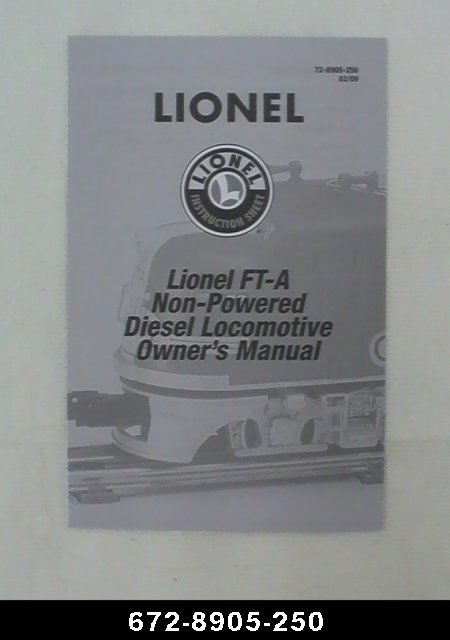 72-8905-250
02/09
LIONEL
LIONEL
L
INSTRUCTION SHEET
Lionel FT-A
Non-Powered
Diesel Locomotive
Owner's Manual
672-8905-250